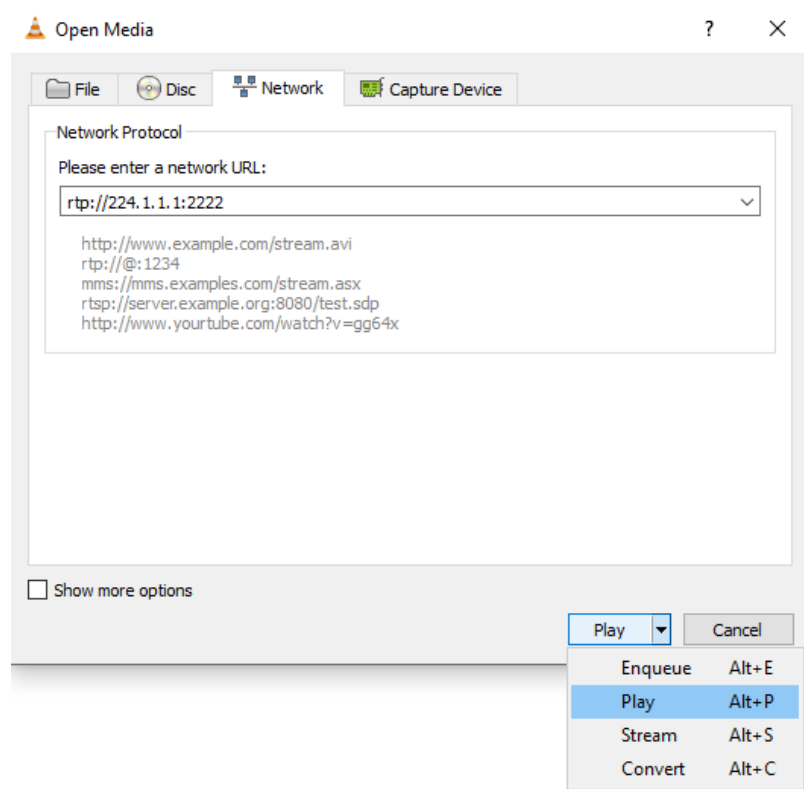 Open Media ?
File Disc Network Capture Device
Network Protocol
Please enter a network URL:
rtp://224.1.1.1:2222
http://www.example.com/stream.avi
rtp://@:1234
mms://mms.examples.com/stream.asx
rtsp://server.example.org:8080/test.sdp
http://www.yourtube.com/watch?v=gg64x
Show more options
Play Cancel
Enqueue Alt+E
Play Alt+P
Stream Alt+S
Convert Alt+C